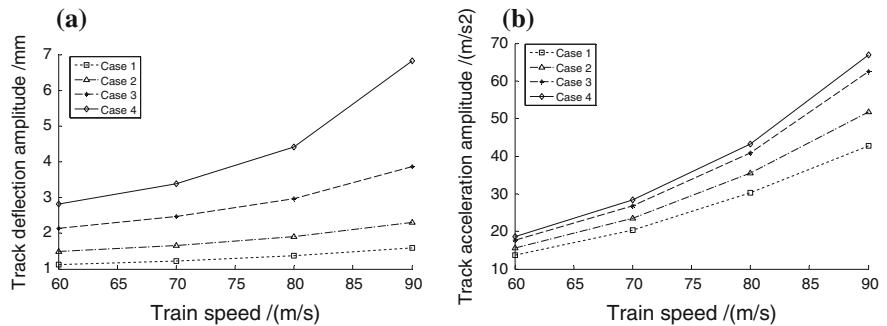 (a)
Track deflection amplitude /mm
7
6
5
4
3
2
1
Case 1
Case 2
Case 3
Case 4
60 65 70 75 80 85 90
Train speed /(m/s)
(b)
Track acceleration amplitude /(m/s2)
70
60
50
40
30
20
10
Case 1
Case 2
Case 3
Case 4
60 65 70 75 80 85 90
Train speed /(m/s)